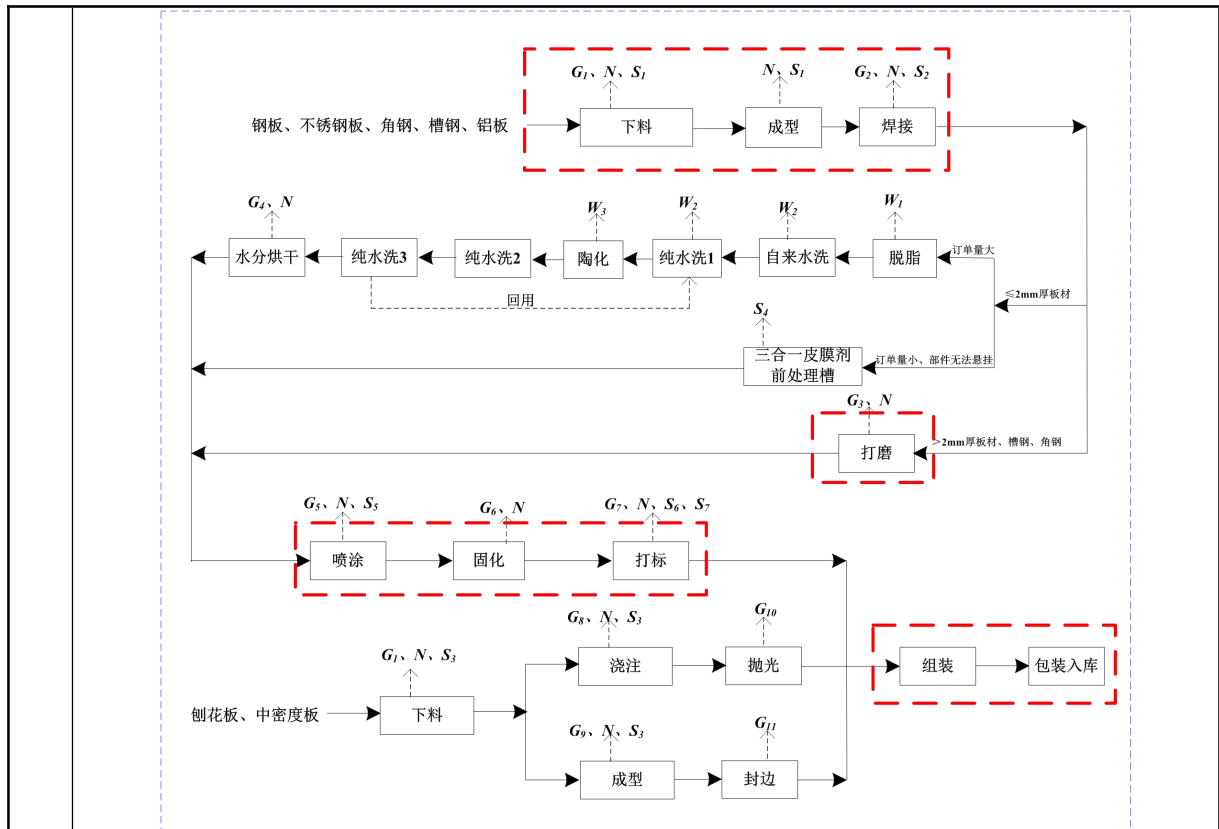 G₁、N、S₁
N、S₁
G₂、N、S₂
钢板、不锈钢板、角钢、槽钢、铝板
下料
成型
焊接
G₄、N
W₃
W₂
W₂
W₁
水分烘干
纯水洗3
纯水洗2
陶化
纯水洗1
自来水洗
脱脂
订单量大
回用
≤2mm厚板材
S₄
三合一皮膜剂
前处理槽
订单量小、部件无法悬挂
G₃、N
打磨
>2mm厚板材、槽钢、角钢
G₅、N、S₅
G₆、N
G₇、N、S₆、S₇
喷涂
固化
打标
G₈、N、S₃
G₁₀
G₁、N、S₃
浇注
抛光
组装
包装入库
刨花板、中密度板
下料
G₉、N、S₃
G₁₁
成型
封边